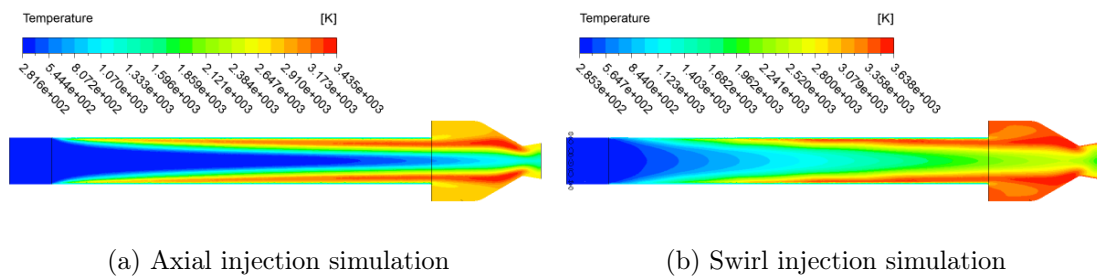 Temperature [K]
2.816e+002
5.444e+002
8.072e+002
1.070e+003
1.333e+003
1.596e+003
1.859e+003
2.121e+003
2.384e+003
2.647e+003
2.910e+003
3.173e+003
3.435e+003
(a) Axial injection simulation
Temperature [K]
2.853e+002
5.647e+002
8.440e+002
1.123e+003
1.403e+003
1.682e+003
1.962e+003
2.241e+003
2.520e+003
2.800e+003
3.079e+003
3.358e+003
3.638e+003
(b) Swirl injection simulation